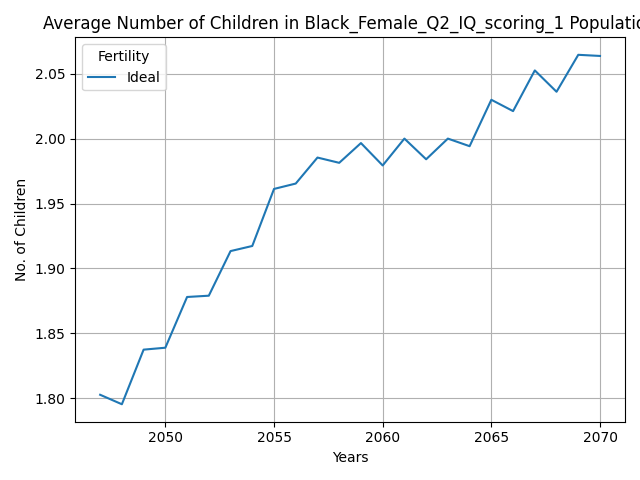 Average Number of Children in Black_Female_Q2_IQ_scoring_1 Populatio
Fertility
Ideal
No. of Children
2.05
2.00
1.95
1.90
1.85
1.80
2050 2055 2060 2065 2070
Years